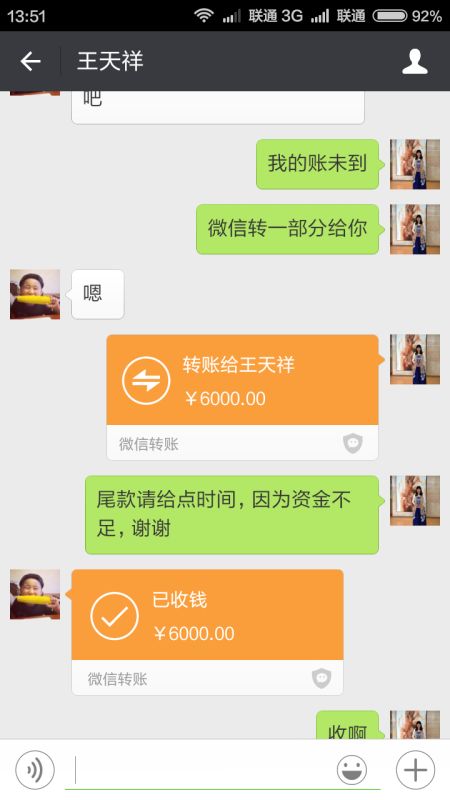 13:51
联通 3G
联通
92%
王天祥
吧
我的账未到
微信转一部分给你
嗯
转账给王天祥
￥6000.00
微信转账
尾款请给点时间，因为资金不
足，谢谢
已收钱
￥6000.00
微信转账
收啊